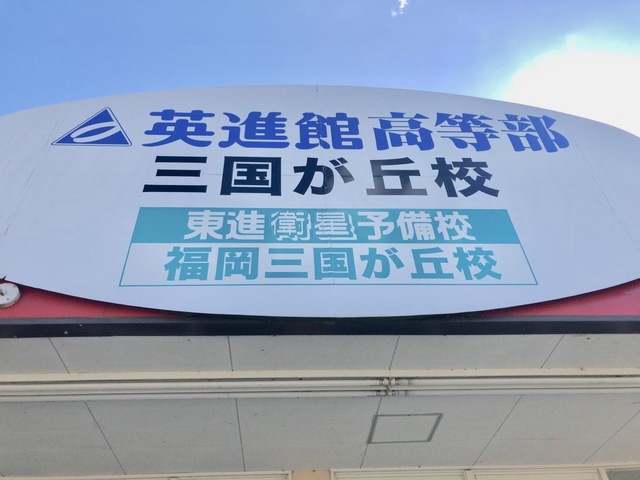 英進館高等部
三国が丘校
東進衛星予備校
福岡三国が丘校